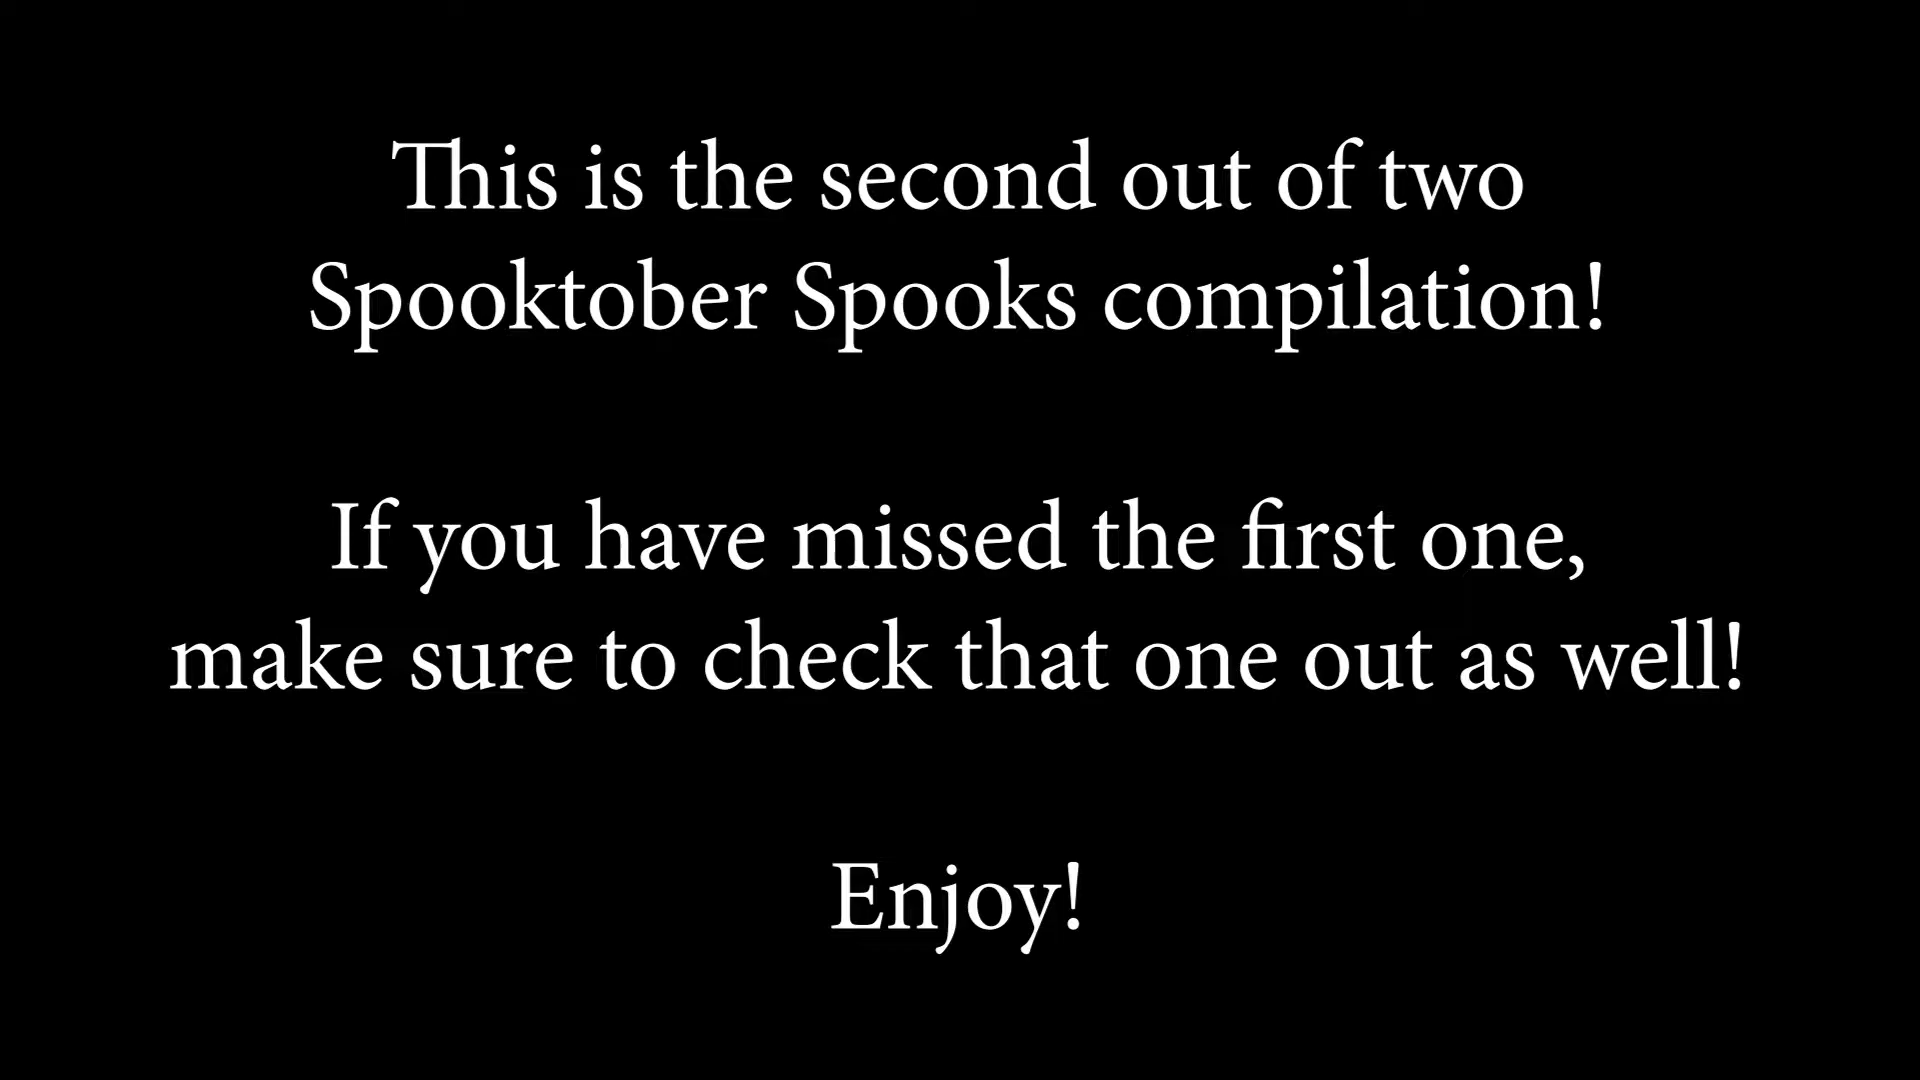 This is the second out of two
Spooktober Spooks compilation!
If you have missed the first one,
make sure to check that one out as well!
Enjoy!